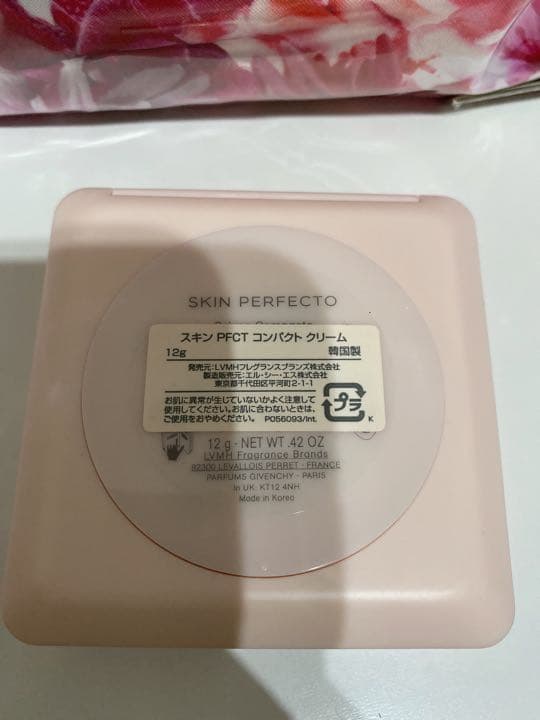 SKIN PERFECTO
スキン PFCT コンパクト クリーム
12g 韓国製
発売元:LVMHフレグランスブランズ株式会社
製造販売元:エル・シー・エス株式会社
東京都千代田区平河町2-1-1
プラ
お肌に異常が生じていないかよく注意して
使用してください。お肌に合わないときは、
ご使用をおやめください。 P056093/Int. K
12 g - NET WT .42 OZ
LVMH Fragrance Brands
92300 LEVALLOIS PERRET - FRANCE
PARFUMS GIVENCHY - PARIS
In UK: KT12 4NH
Made in Korea